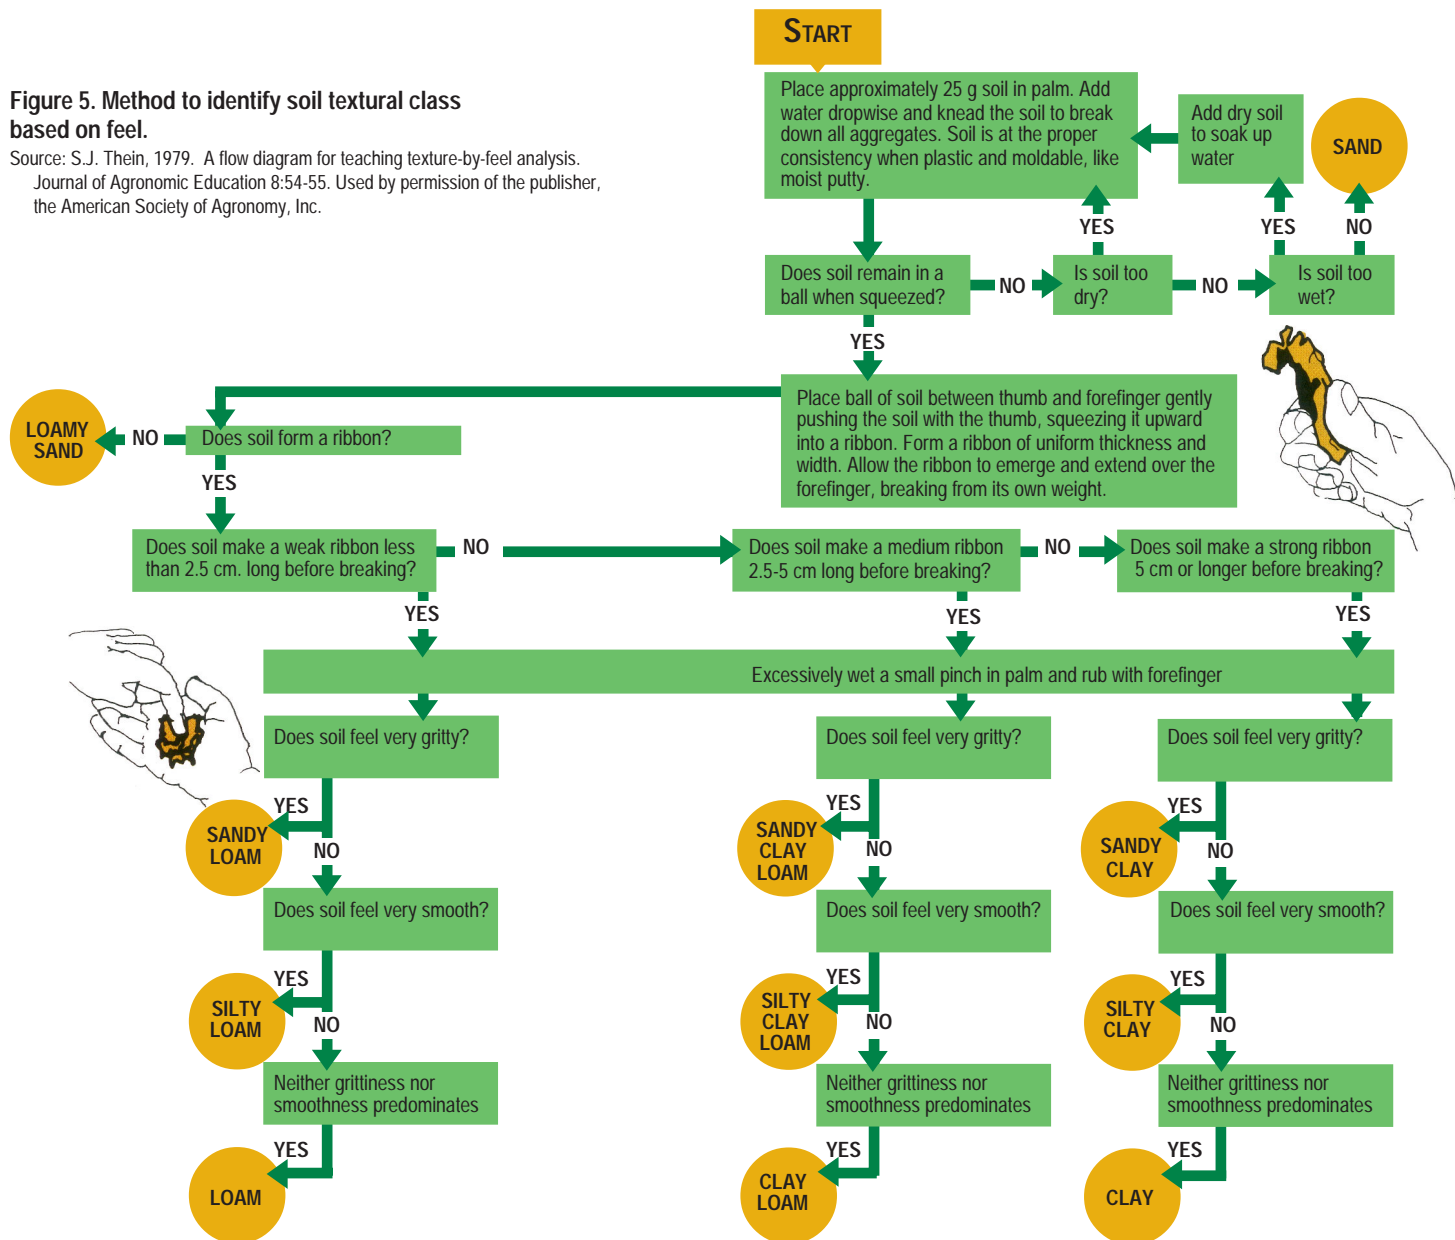 START
Figure 5. Method to identify soil textural class
based on feel.
Source: S.J. Thein, 1979. A flow diagram for teaching texture-by-feel analysis.
Journal of Agronomic Education 8:54-55. Used by permission of the publisher,
the American Society of Agronomy, Inc.
Place approximately 25 g soil in palm. Add
water dropwise and knead the soil to break
down all aggregates. Soil is at the proper
consistency when plastic and moldable, like
moist putty.
Add dry soil
to soak up
water
SAND
YES
YES
NO
Does soil remain in a
ball when squeezed?
NO
Is soil too
dry?
NO
Is soil too
wet?
YES
Place ball of soil between thumb and forefinger gently
pushing the soil with the thumb, squeezing it upward
into a ribbon. Form a ribbon of uniform thickness and
width. Allow the ribbon to emerge and extend over the
forefinger, breaking from its own weight.
LOAMY
SAND
NO
Does soil form a ribbon?
YES
Does soil make a weak ribbon less
than 2.5 cm. long before breaking?
NO
Does soil make a medium ribbon
2.5-5 cm long before breaking?
NO
Does soil make a strong ribbon
5 cm or longer before breaking?
YES
YES
YES
Excessively wet a small pinch in palm and rub with forefinger
Does soil feel very gritty?
Does soil feel very gritty?
Does soil feel very gritty?
YES
SANDY
LOAM
NO
YES
SANDY
CLAY
LOAM
NO
YES
SANDY
CLAY
NO
Does soil feel very smooth?
Does soil feel very smooth?
Does soil feel very smooth?
YES
SILTY
LOAM
NO
YES
SILTY
CLAY
LOAM
NO
YES
SILTY
CLAY
NO
Neither grittiness nor
smoothness predominates
Neither grittiness nor
smoothness predominates
Neither grittiness nor
smoothness predominates
YES
LOAM
YES
CLAY
LOAM
YES
CLAY